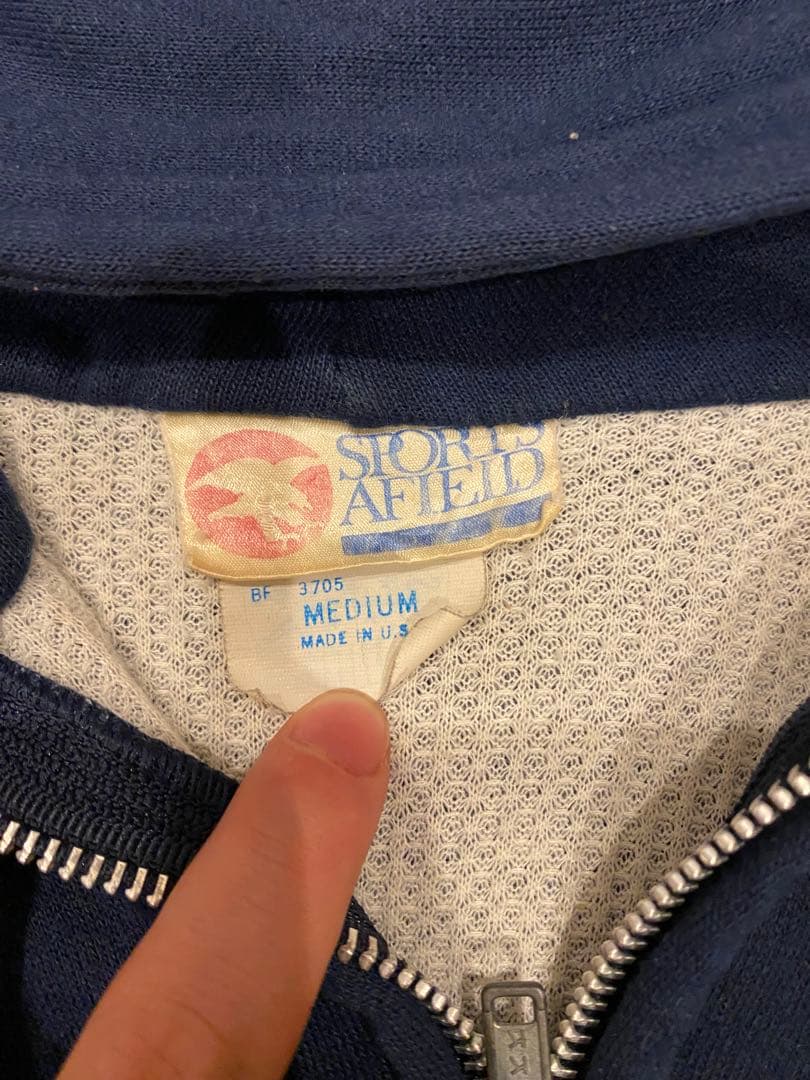 SPORTS
AFIELD
BF 3705
MEDIUM
MADE IN U.S